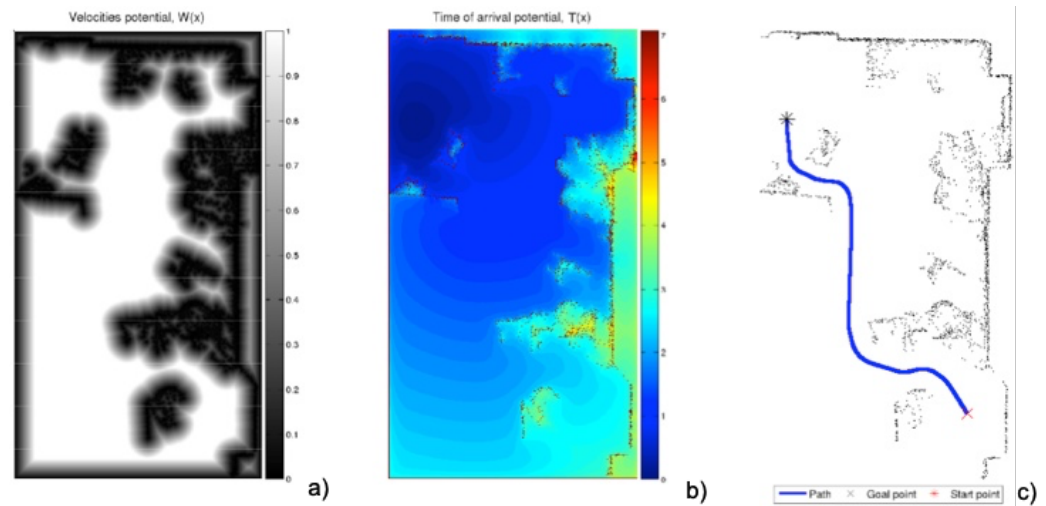 Velocities potential, W(x)
1
0.9
0.8
0.7
0.6
0.5
0.4
0.3
0.2
0.1
0
a)
Time of arrival potential, T(x)
7
6
5
4
3
2
1
0
b)
Path
Goal point
Start point
c)